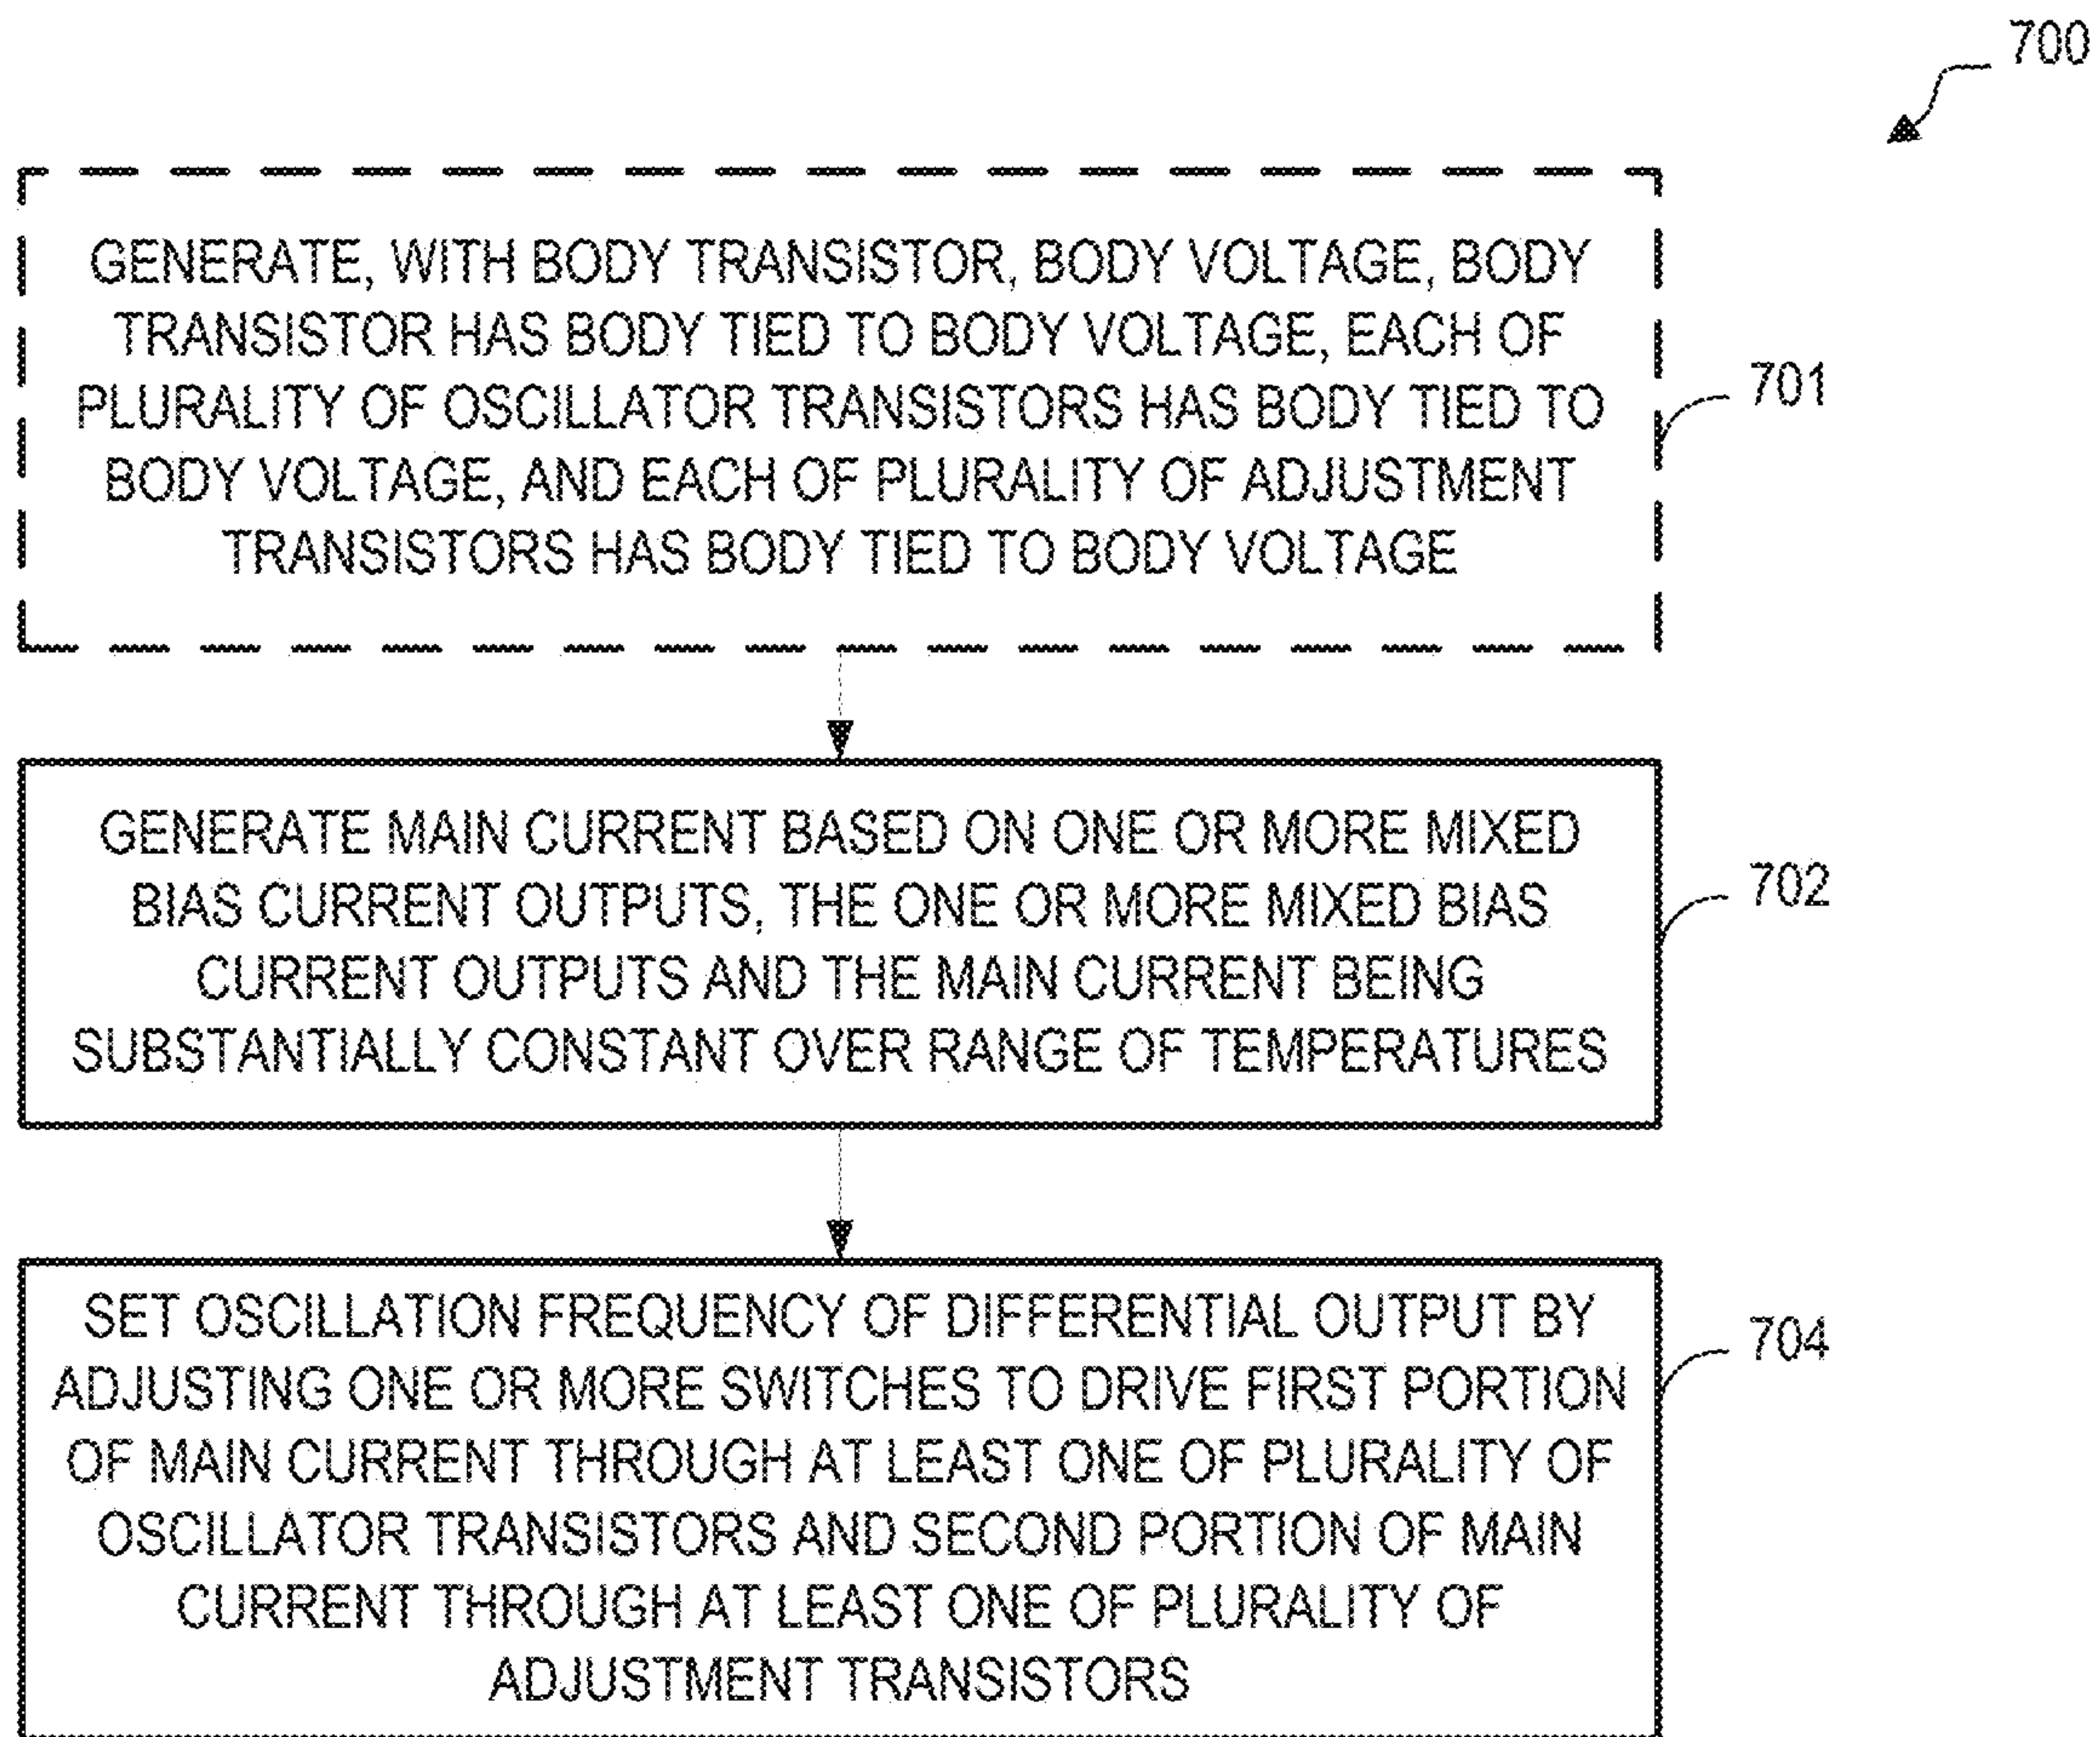 700
GENERATE, WITH BODY TRANSISTOR, BODY VOLTAGE, BODY
TRANSISTOR HAS BODY TIED TO BODY VOLTAGE, EACH OF
PLURALITY OF OSCILLATOR TRANSISTORS HAS BODY TIED TO
BODY VOLTAGE, AND EACH OF PLURALITY OF ADJUSTMENT
TRANSISTORS HAS BODY TIED TO BODY VOLTAGE
701
GENERATE MAIN CURRENT BASED ON ONE OR MORE MIXED
BIAS CURRENT OUTPUTS, THE ONE OR MORE MIXED BIAS
CURRENT OUTPUTS AND THE MAIN CURRENT BEING
SUBSTANTIALLY CONSTANT OVER RANGE OF TEMPERATURES
702
SET OSCILLATION FREQUENCY OF DIFFERENTIAL OUTPUT BY
ADJUSTING ONE OR MORE SWITCHES TO DRIVE FIRST PORTION
OF MAIN CURRENT THROUGH AT LEAST ONE OF PLURALITY OF
OSCILLATOR TRANSISTORS AND SECOND PORTION OF MAIN
CURRENT THROUGH AT LEAST ONE OF PLURALITY OF
ADJUSTMENT TRANSISTORS
704